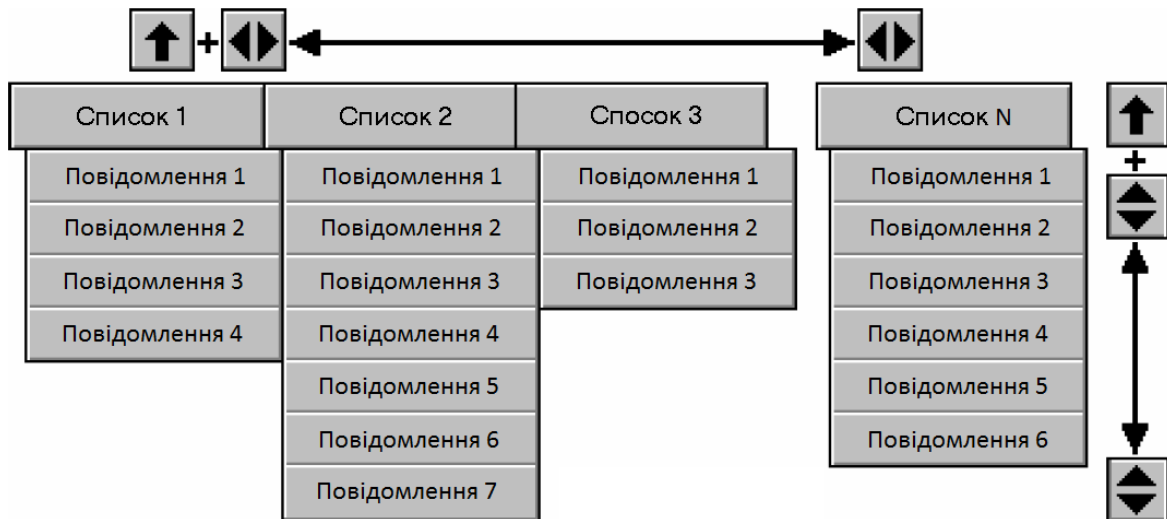 +
Список 1 Список 2 Спосок 3 Список N
+
Повідомлення 1 Повідомлення 1 Повідомлення 1 Повідомлення 1
Повідомлення 2 Повідомлення 2 Повідомлення 2 Повідомлення 2
Повідомлення 3 Повідомлення 3 Повідомлення 3 Повідомлення 3
Повідомлення 4 Повідомлення 4 Повідомлення 4
Повідомлення 5 Повідомлення 5
Повідомлення 6 Повідомлення 6
Повідомлення 7